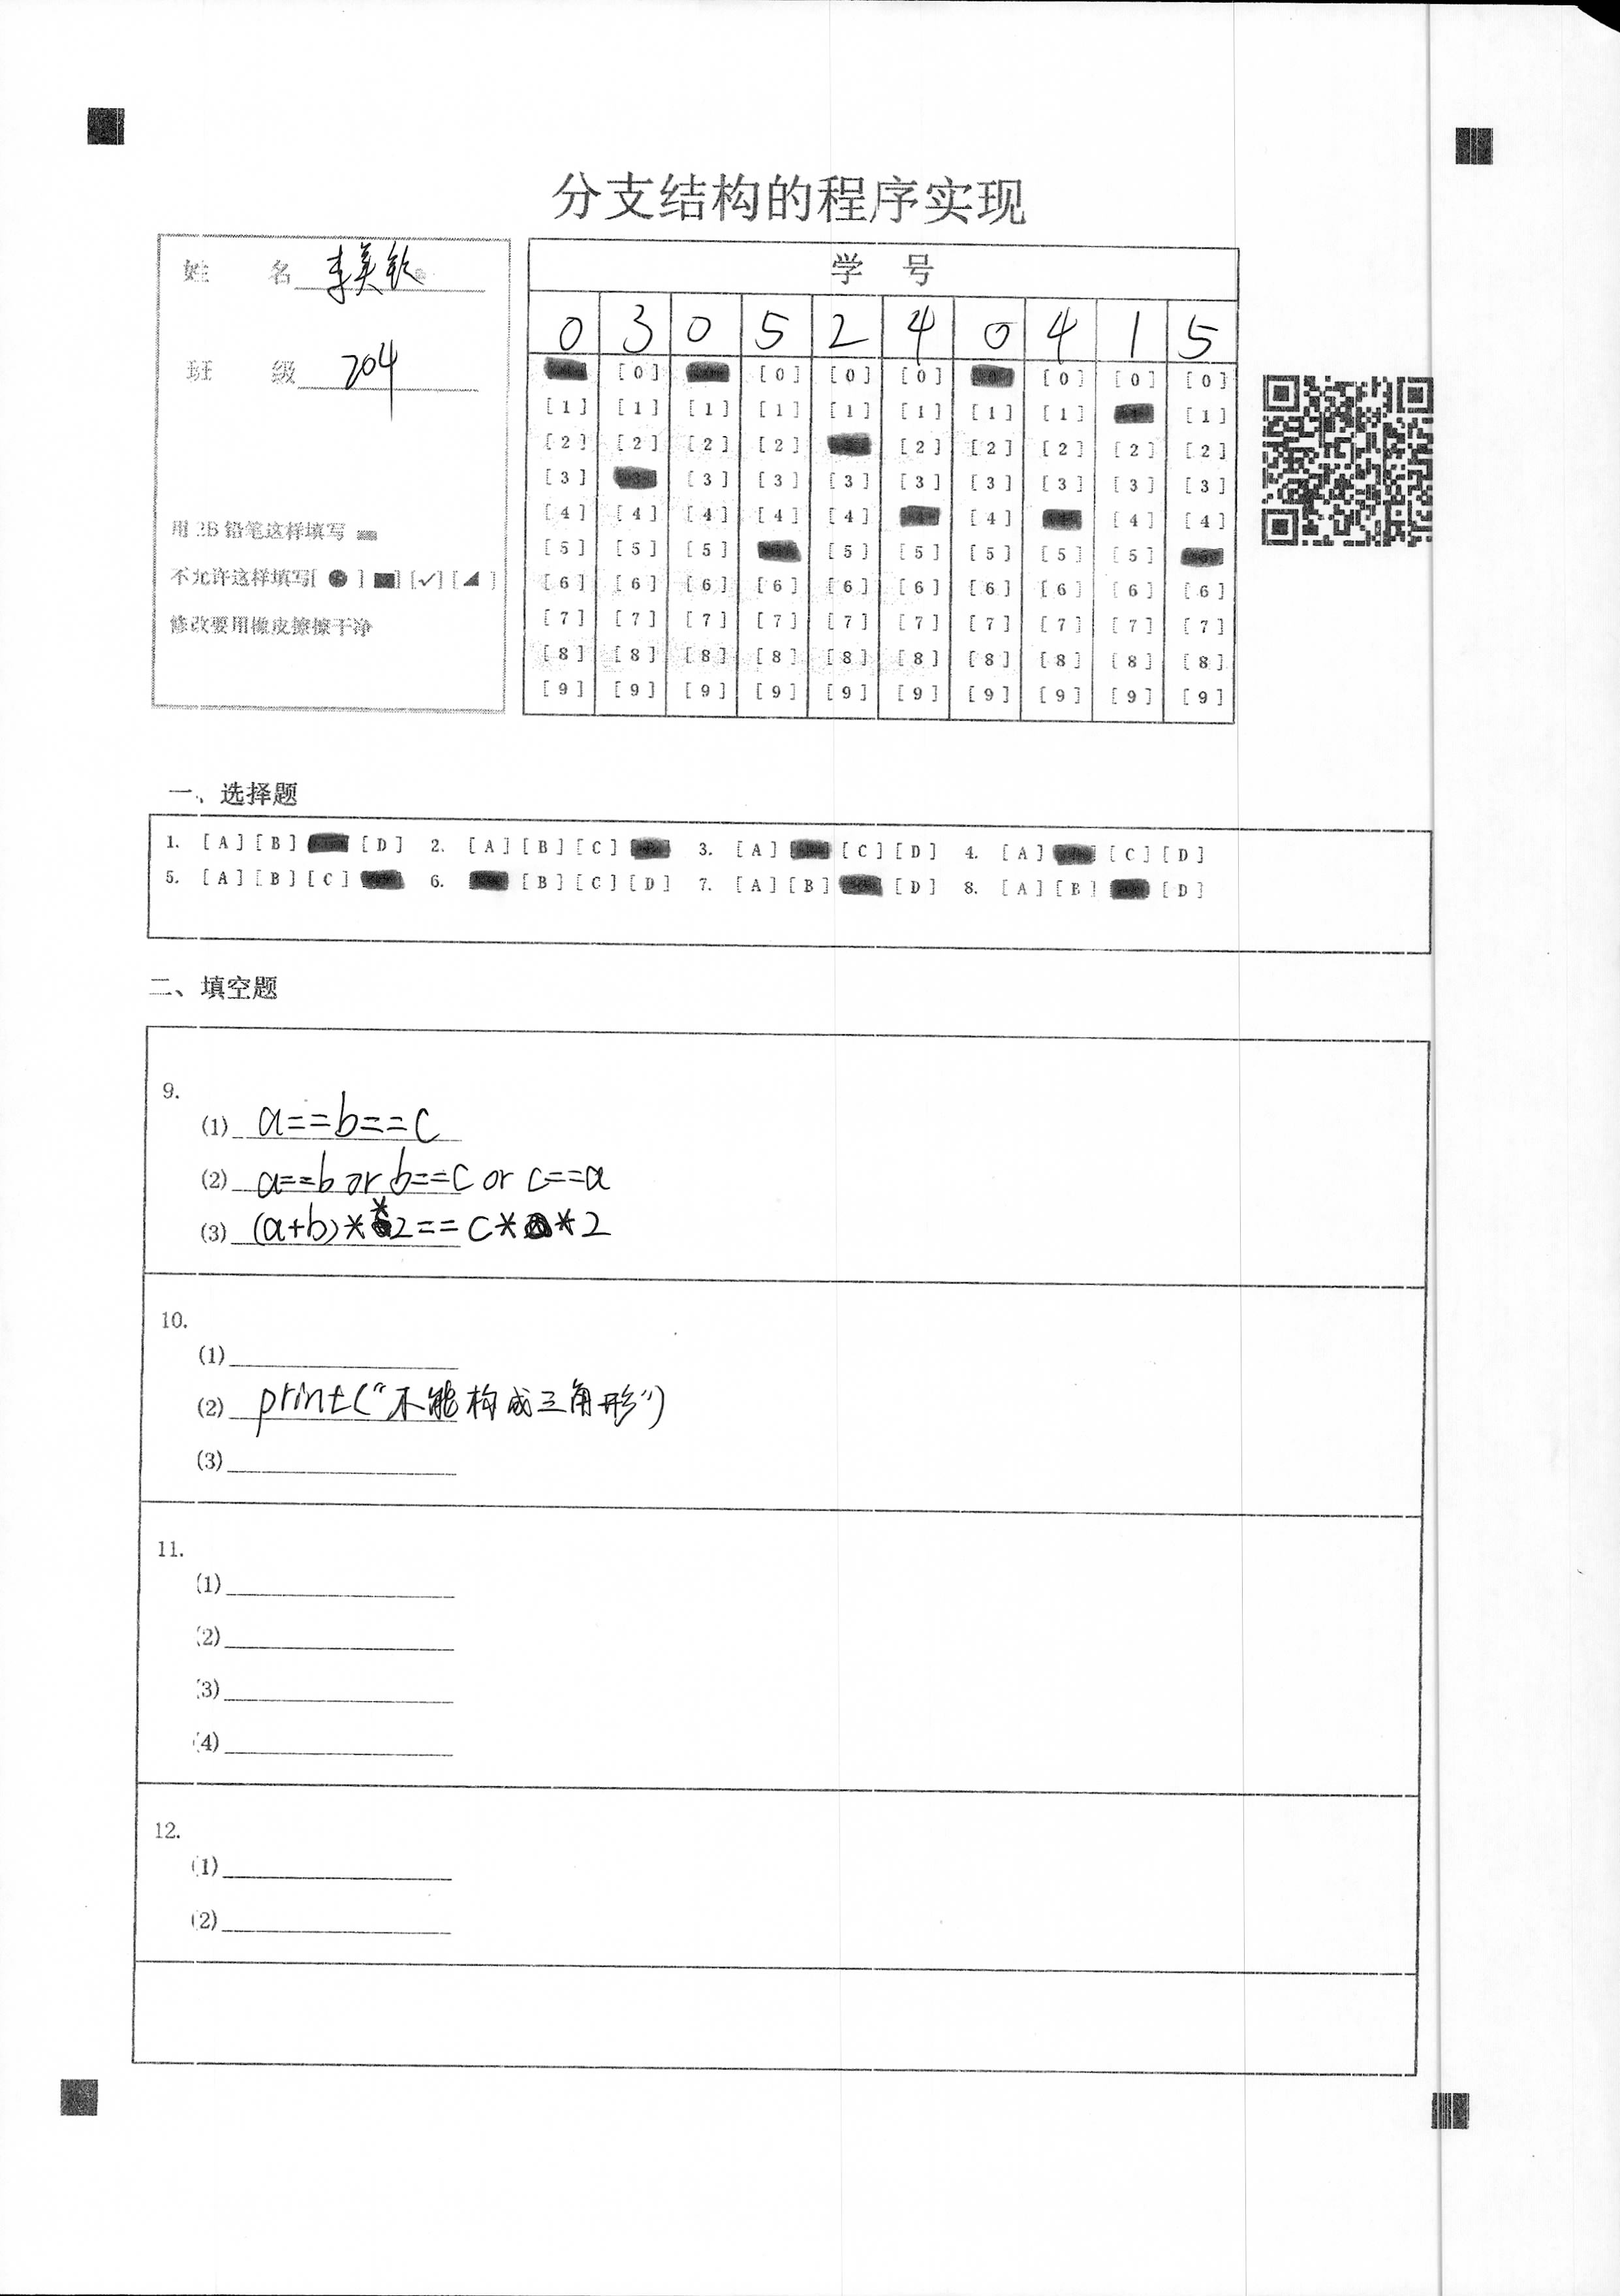 分支结构的程序实现
姓 名 李美钦
班 级 204
用 2B 铅笔这样填写
不允许这样填写[ ● ] ■] [✓] [◢ ]
修改要用橡皮擦擦干净
学 号
0 3 0 5 2 4 0 4 1 5
[0] [0] [0] [0] [0] [0] [0]
[1] [1] [1] [1] [1] [1] [1] [1] [1]
[2] [2] [2] [2] [2] [2] [2] [2] [2]
[3] [3] [3] [3] [3] [3] [3] [3] [3]
[4] [4] [4] [4] [4] [4] [4] [4]
[5] [5] [5] [5] [5] [5] [5] [5]
[6] [6] [6] [6] [6] [6] [6] [6] [6] [6]
[7] [7] [7] [7] [7] [7] [7] [7] [7] [7]
[8] [8] [8] [8] [8] [8] [8] [8] [8] [8]
[9] [9] [9] [9] [9] [9] [9] [9] [9] [9]
一、选择题
1. [A] [B] [D] 2. [A] [B] [C] 3. [A] [C] [D] 4. [A] [C] [D]
5. [A] [B] [C] 6. [B] [C] [D] 7. [A] [B] [D] 8. [A] [B] [D]
二、填空题
9.
(1) a==b==c
(2) a==b or b==c or c==a
(3) (a+b)**2==c**2
10.
(1)
(2) print("不能构成三角形")
(3)
11.
(1)
(2)
(3)
(4)
12.
(1)
(2)